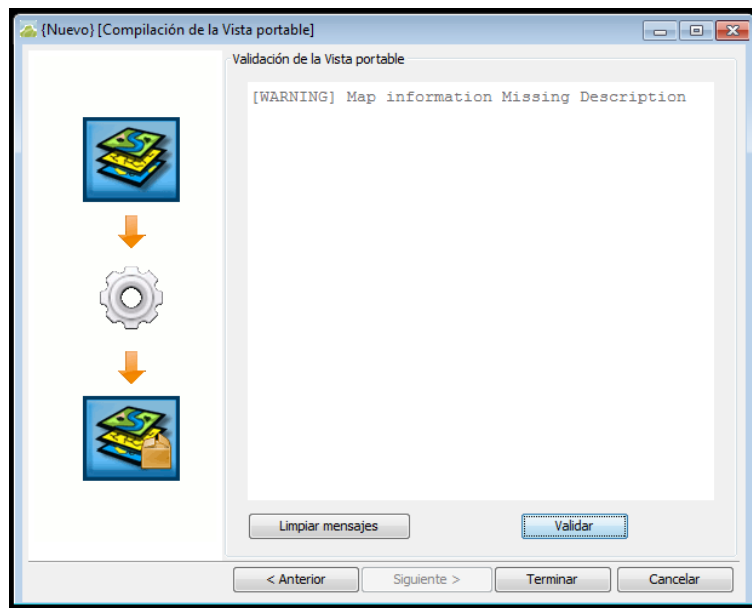 {Nuevo} [Compilación de la Vista portable]
Validación de la Vista portable
[WARNING] Map information Missing Description
Limpiar mensajes
Validar
< Anterior
Siguiente >
Terminar
Cancelar